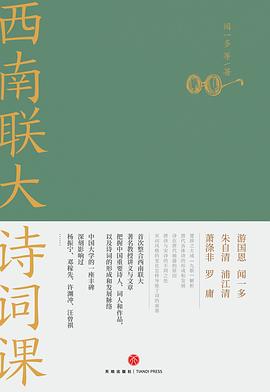 西南联大诗词课
闻一多 等/著
游国恩 闻一多
朱自清 浦江清
萧涤非 罗 庸
首次整合西南联大
著名教授讲义与文章
把握中国重要诗人、词人和作品,
以及诗词的形成和发展脉络
中国大学的一座丰碑
深刻影响过
杨振宁、邓稼先、许渊冲、汪曾祺
天地出版社 | TIANDI PRESS